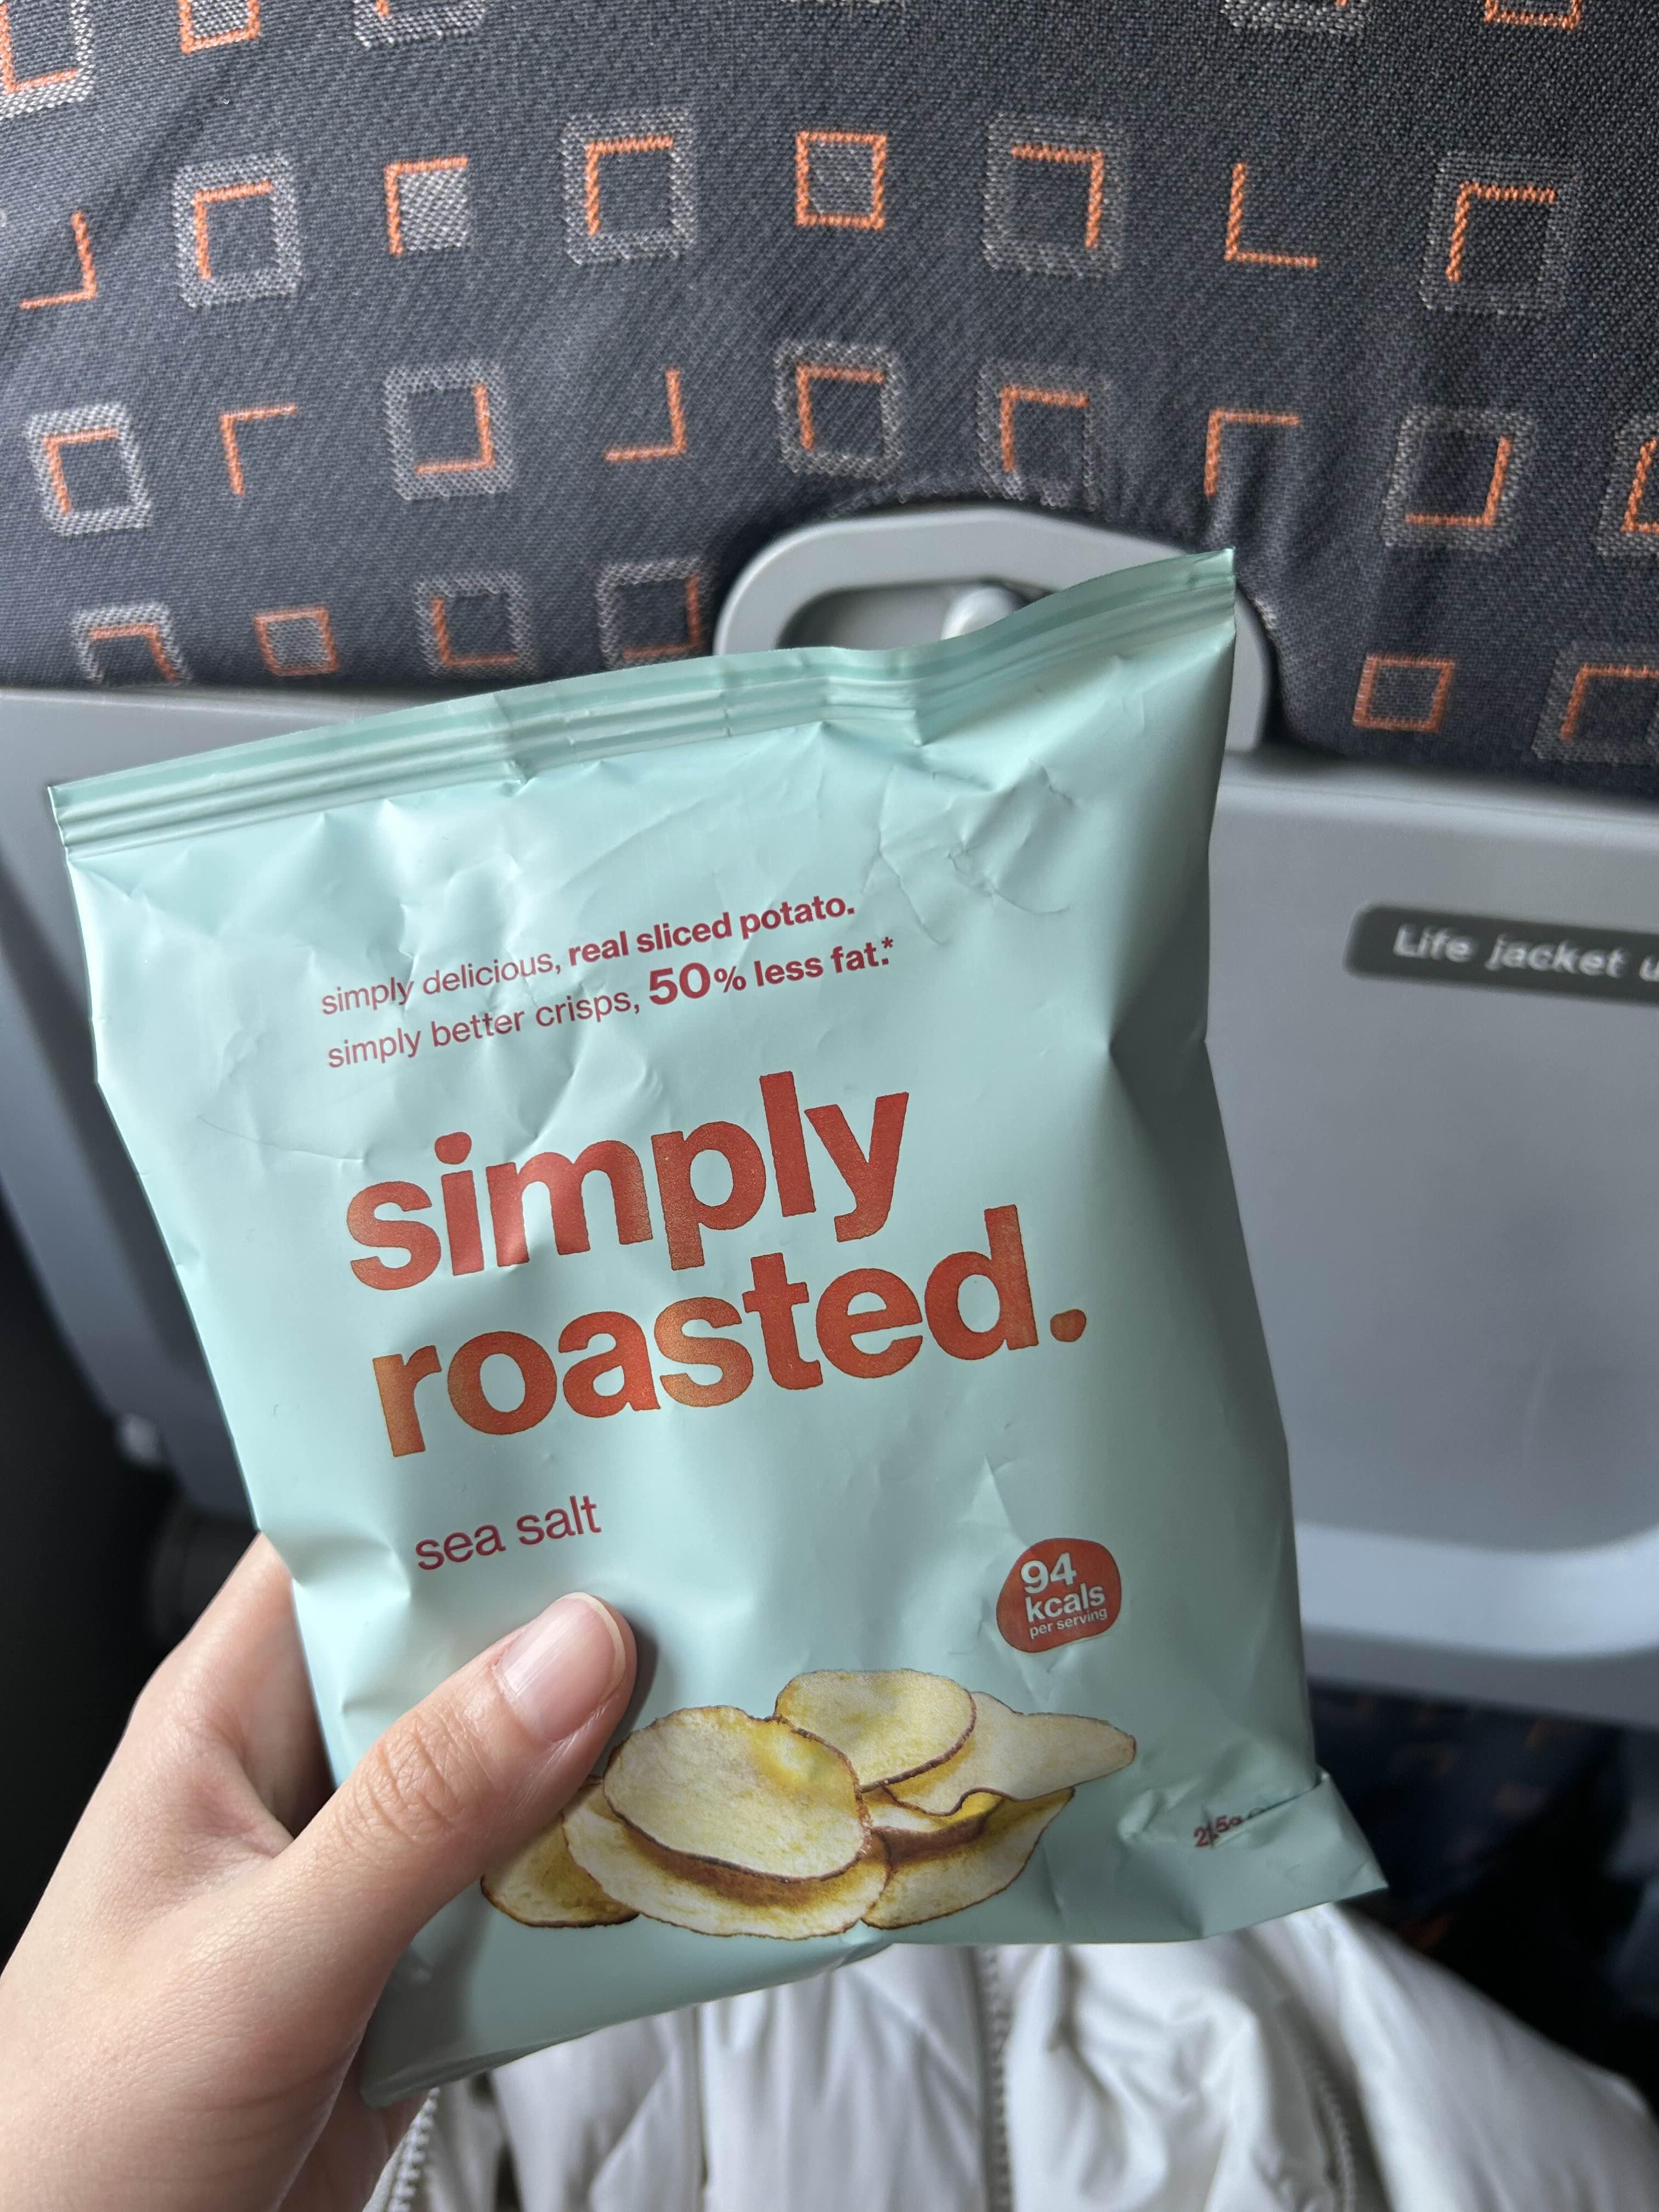 simply delicious, real sliced potato.
simply better crisps, 50% less fat.*
simply
roasted.
sea salt
94
kcals
per serving
Life jacket